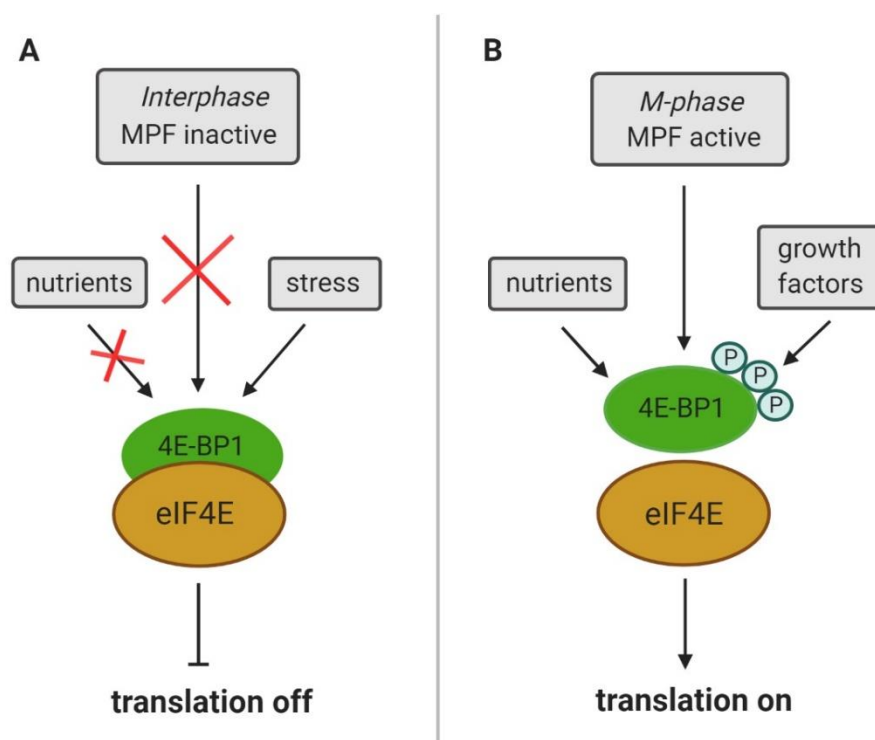 A
Interphase
MPF inactive
nutrients
stress
4E-BP1
eIF4E
translation off
B
M-phase
MPF active
nutrients
growth
factors
P
P
P
4E-BP1
eIF4E
translation on